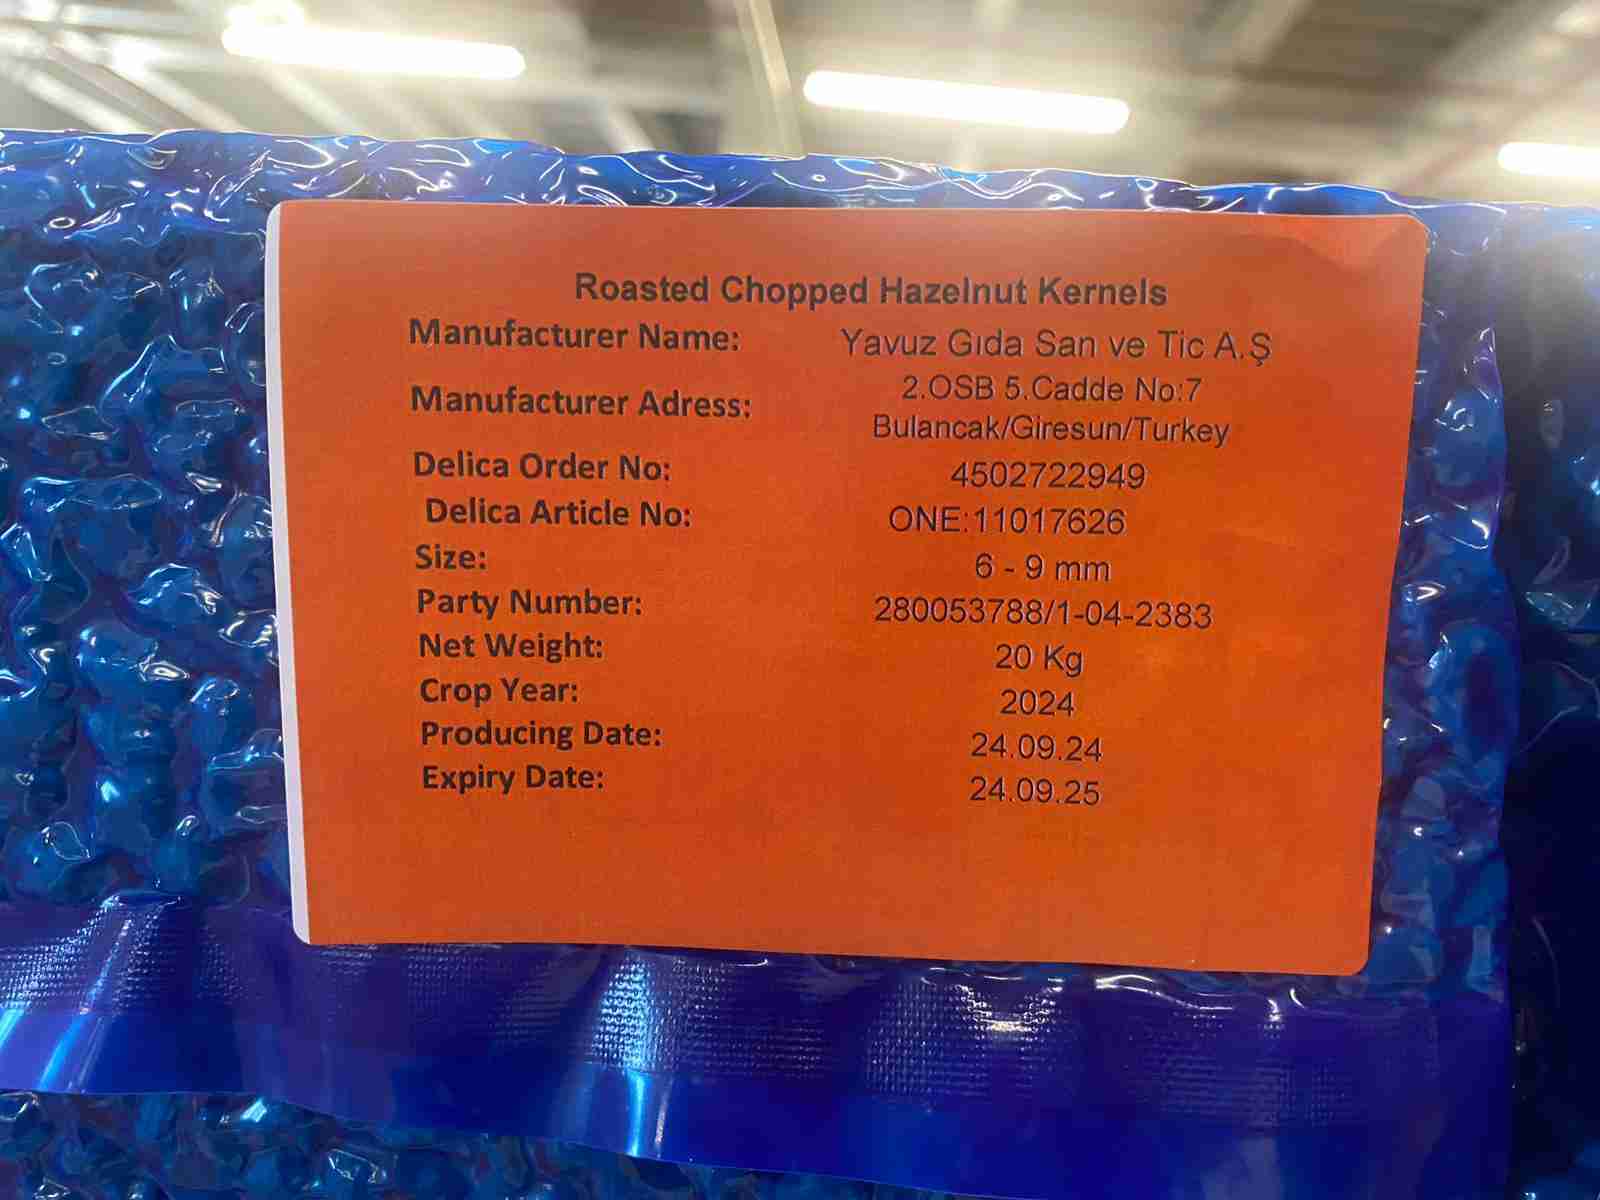 Roasted Chopped Hazelnut Kernels
Manufacturer Name: Yavuz Gıda San ve Tic A.Ş
Manufacturer Adress: 2.OSB 5.Cadde No:7
Bulancak/Giresun/Turkey
Delica Order No: 4502722949
Delica Article No: ONE:11017626
Size: 6 - 9 mm
Party Number: 280053788/1-04-2383
Net Weight: 20 Kg
Crop Year: 2024
Producing Date: 24.09.24
Expiry Date: 24.09.25